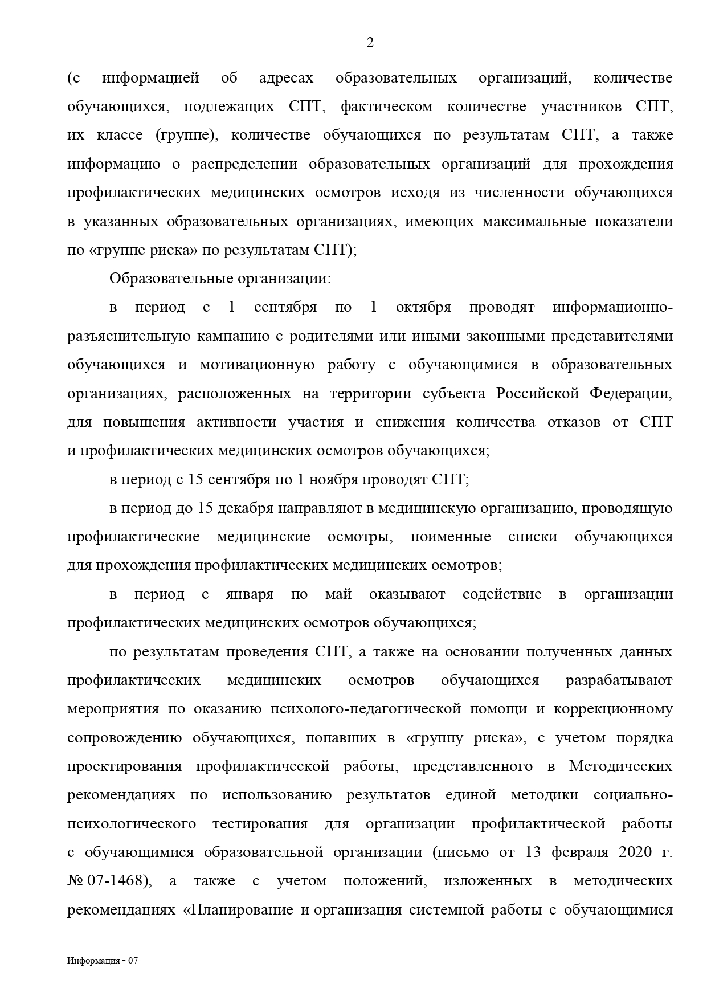 2
(с информацией об адресах образовательных организаций, количестве
обучающихся, подлежащих СПТ, фактическом количестве участников СПТ,
их классе (группе), количестве обучающихся по результатам СПТ, а также
информацию о распределении образовательных организаций для прохождения
профилактических медицинских осмотров исходя из численности обучающихся
в указанных образовательных организациях, имеющих максимальные показатели
по «группе риска» по результатам СПТ);
Образовательные организации:
в период с 1 сентября по 1 октября проводят информационно-
разъяснительную кампанию с родителями или иными законными представителями
обучающихся и мотивационную работу с обучающимися в образовательных
организациях, расположенных на территории субъекта Российской Федерации,
для повышения активности участия и снижения количества отказов от СПТ
и профилактических медицинских осмотров обучающихся;
в период с 15 сентября по 1 ноября проводят СПТ;
в период до 15 декабря направляют в медицинскую организацию, проводящую
профилактические медицинские осмотры, поименные списки обучающихся
для прохождения профилактических медицинских осмотров;
в период с января по май оказывают содействие в организации
профилактических медицинских осмотров обучающихся;
по результатам проведения СПТ, а также на основании полученных данных
профилактических медицинских осмотров обучающихся разрабатывают
мероприятия по оказанию психолого-педагогической помощи и коррекционному
сопровождению обучающихся, попавших в «группу риска», с учетом порядка
проектирования профилактической работы, представленного в Методических
рекомендациях по использованию результатов единой методики социально-
психологического тестирования для организации профилактической работы
с обучающимися образовательной организации (письмо от 13 февраля 2020 г.
№ 07-1468), а также с учетом положений, изложенных в методических
рекомендациях «Планирование и организация системной работы с обучающимися
Информация - 07